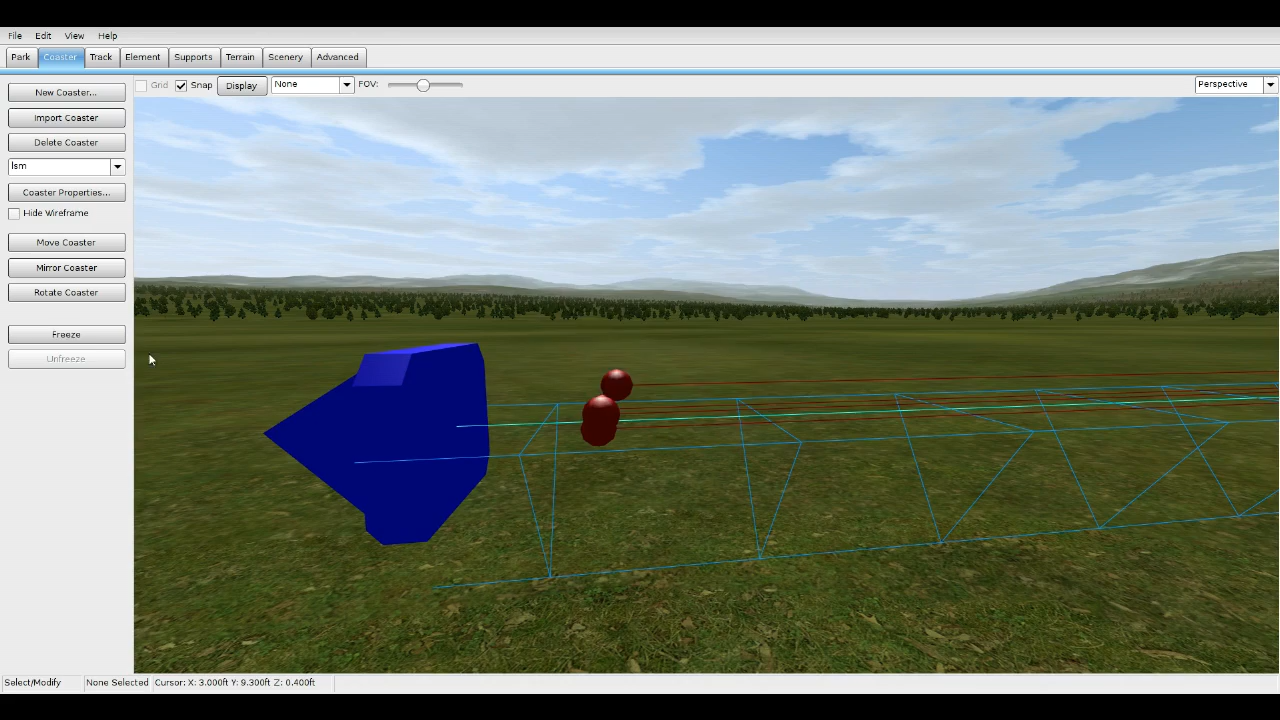 File Edit View Help
Park Coaster Track Element Supports Terrain Scenery Advanced
Grid Snap Display None FOV: Perspective
New Coaster...
Import Coaster
Delete Coaster
lsm
Coaster Properties...
Hide Wireframe
Move Coaster
Mirror Coaster
Rotate Coaster
Freeze
Unfreeze
Select/Modify None Selected Cursor: X: 3.000ft Y: 9.300ft Z: 0.400ft